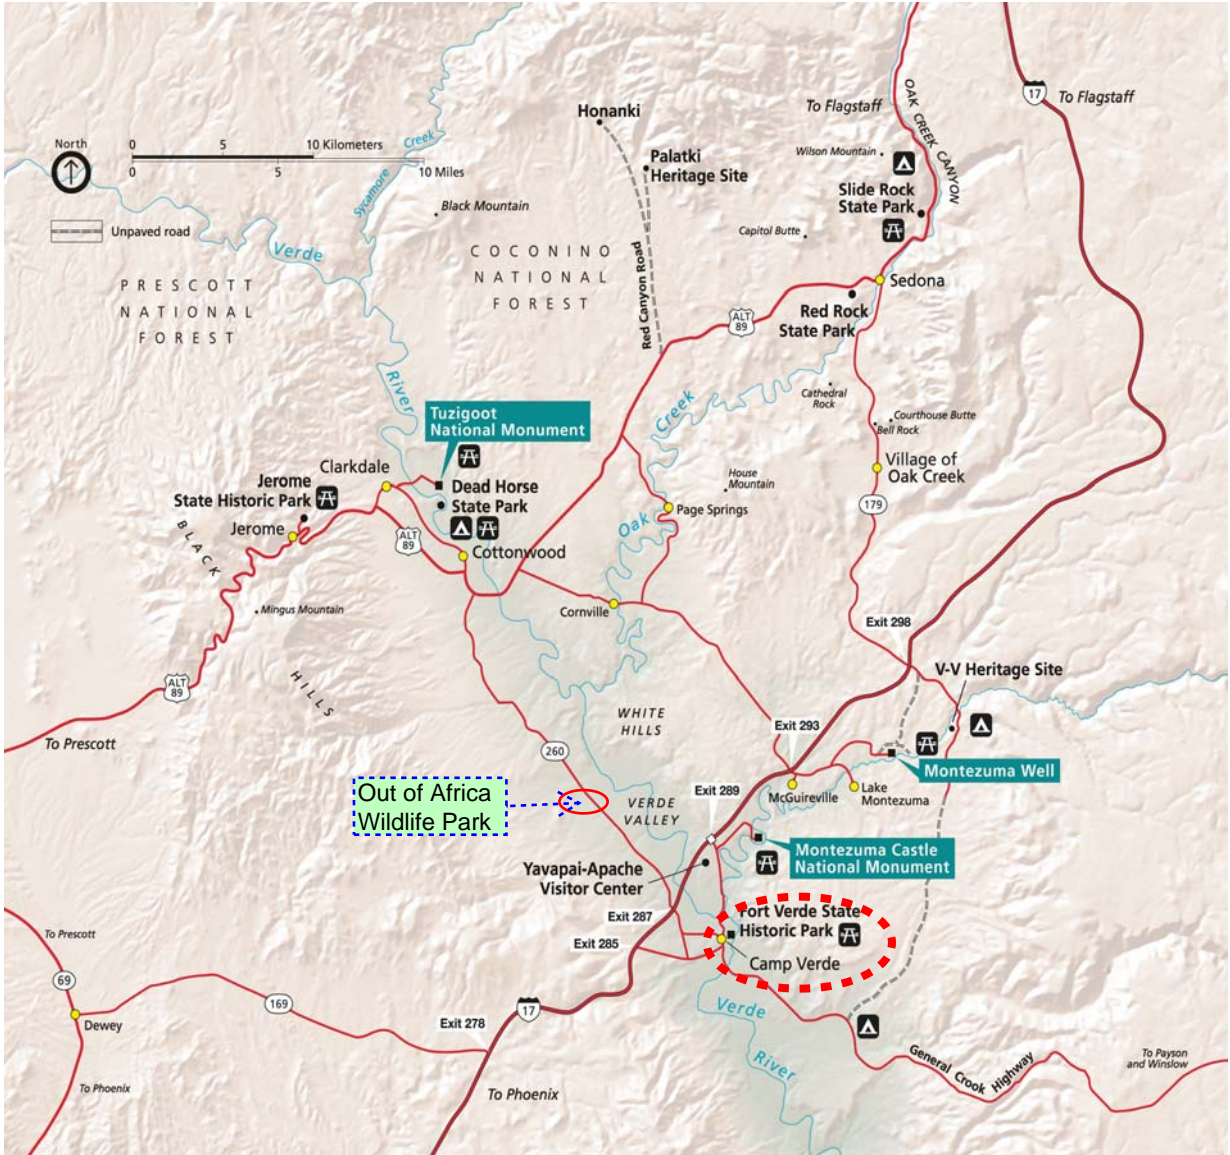 Honanki
To Flagstaff
OAK CREEK CANYON
17
To Flagstaff
North
0 5 10 Kilometers
0 5 10 Miles
Unpaved road
Sycamore
Creek
Palatki
Heritage Site
Wilson Mountain
Slide Rock
State Park
Black Mountain
Capitol Butte
Verde
COCONINO
NATIONAL
FOREST
PRESCOTT
NATIONAL
FOREST
Red Canyon Road
Sedona
Red Rock
State Park
ALT
89
River
Creek
Cathedral
Rock
Courthouse Butte
Bell Rock
Tuzigoot
National Monument
Village of
Oak Creek
House
Mountain
Clarkdale
Jerome
State Historic Park
Dead Horse
State Park
Page Springs
179
Jerome
BLACK
ALT
89
Oak
Cottonwood
Mingus Mountain
Cornville
Exit 298
V-V Heritage Site
ALT
89
HILLS
WHITE
HILLS
Exit 293
To Prescott
260
Montezuma Well
Out of Africa
Wildlife Park
Exit 289
McGuireville
Lake
Montezuma
VERDE
VALLEY
Montezuma Castle
National Monument
Yavapai-Apache
Visitor Center
Exit 287
Fort Verde State
Historic Park
Exit 285
Camp Verde
To Prescott
69
169
17
Verde
Dewey
Exit 278
River
General Crook Highway
To Payson
and Winslow
To Phoenix
To Phoenix